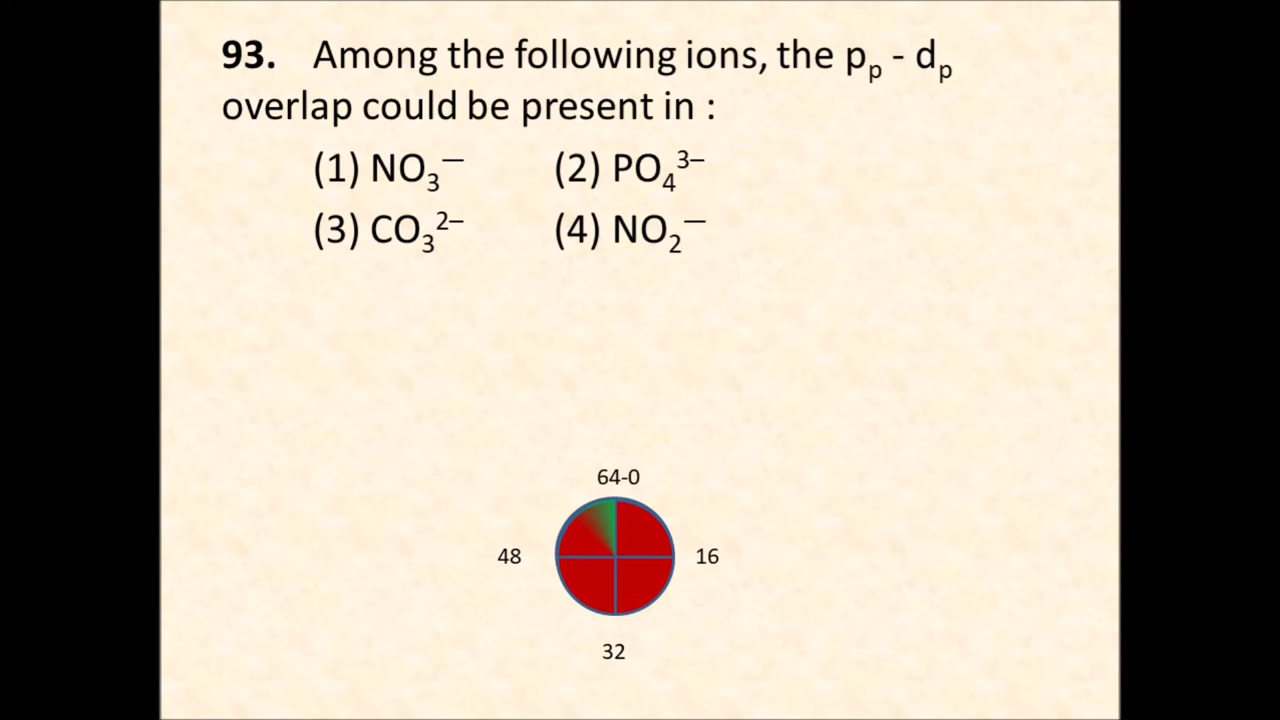 93. Among the following ions, the pₚ - dₚ
overlap could be present in :
(1) NO₃⁻ (2) PO₄³⁻
(3) CO₃²⁻ (4) NO₂⁻
64-0
48 16
32